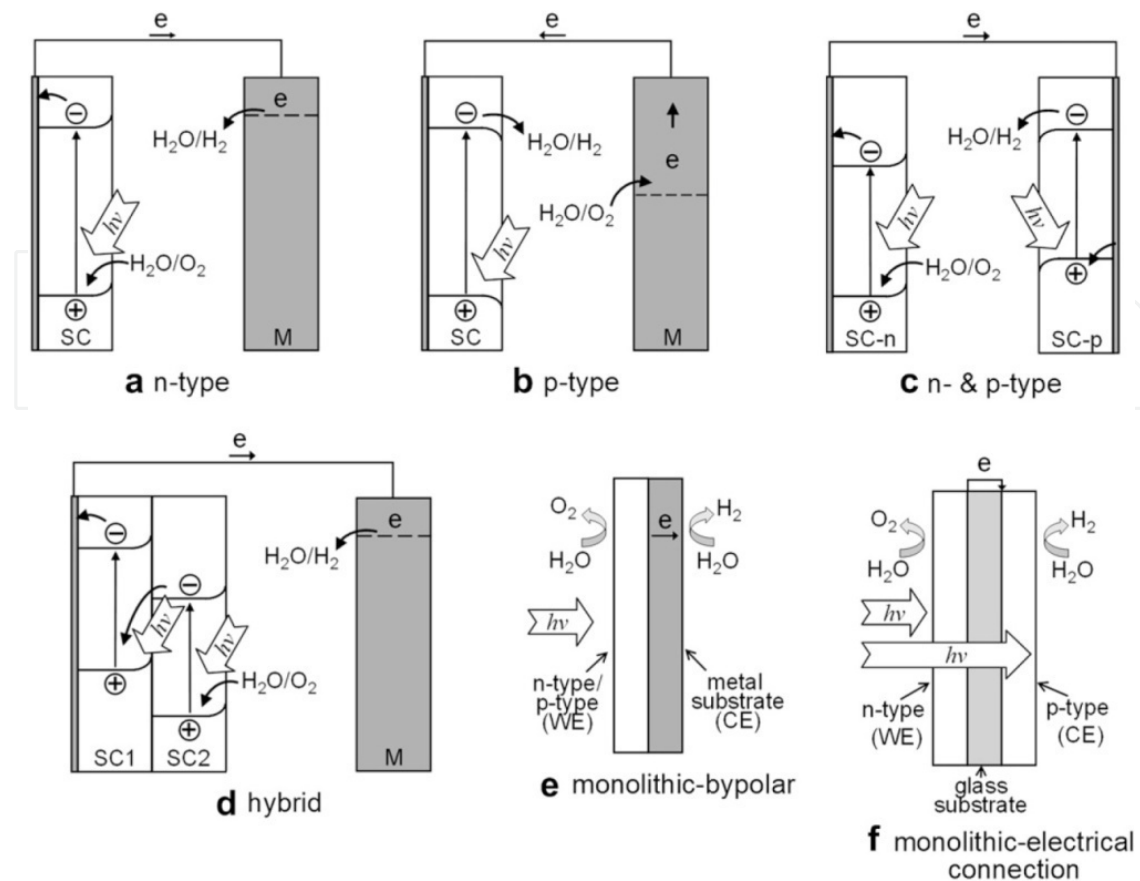 e
H2O/H2
hν
H2O/O2
SC
e
M
a n-type
e
H2O/H2
hν
SC
e
H2O/O2
M
b p-type
e
hν
H2O/O2
SC-n
H2O/H2
hν
SC-p
c n- & p-type
e
hν
hν
H2O/O2
SC1
SC2
H2O/H2
e
M
d hybrid
O2
H2O
e
H2
H2O
hν
n-type/
p-type
(WE)
metal
substrate
(CE)
e monolithic-bypolar
e
O2
H2O
H2
H2O
hν
hν
n-type
(WE)
p-type
(CE)
glass
substrate
f monolithic-electrical
connection